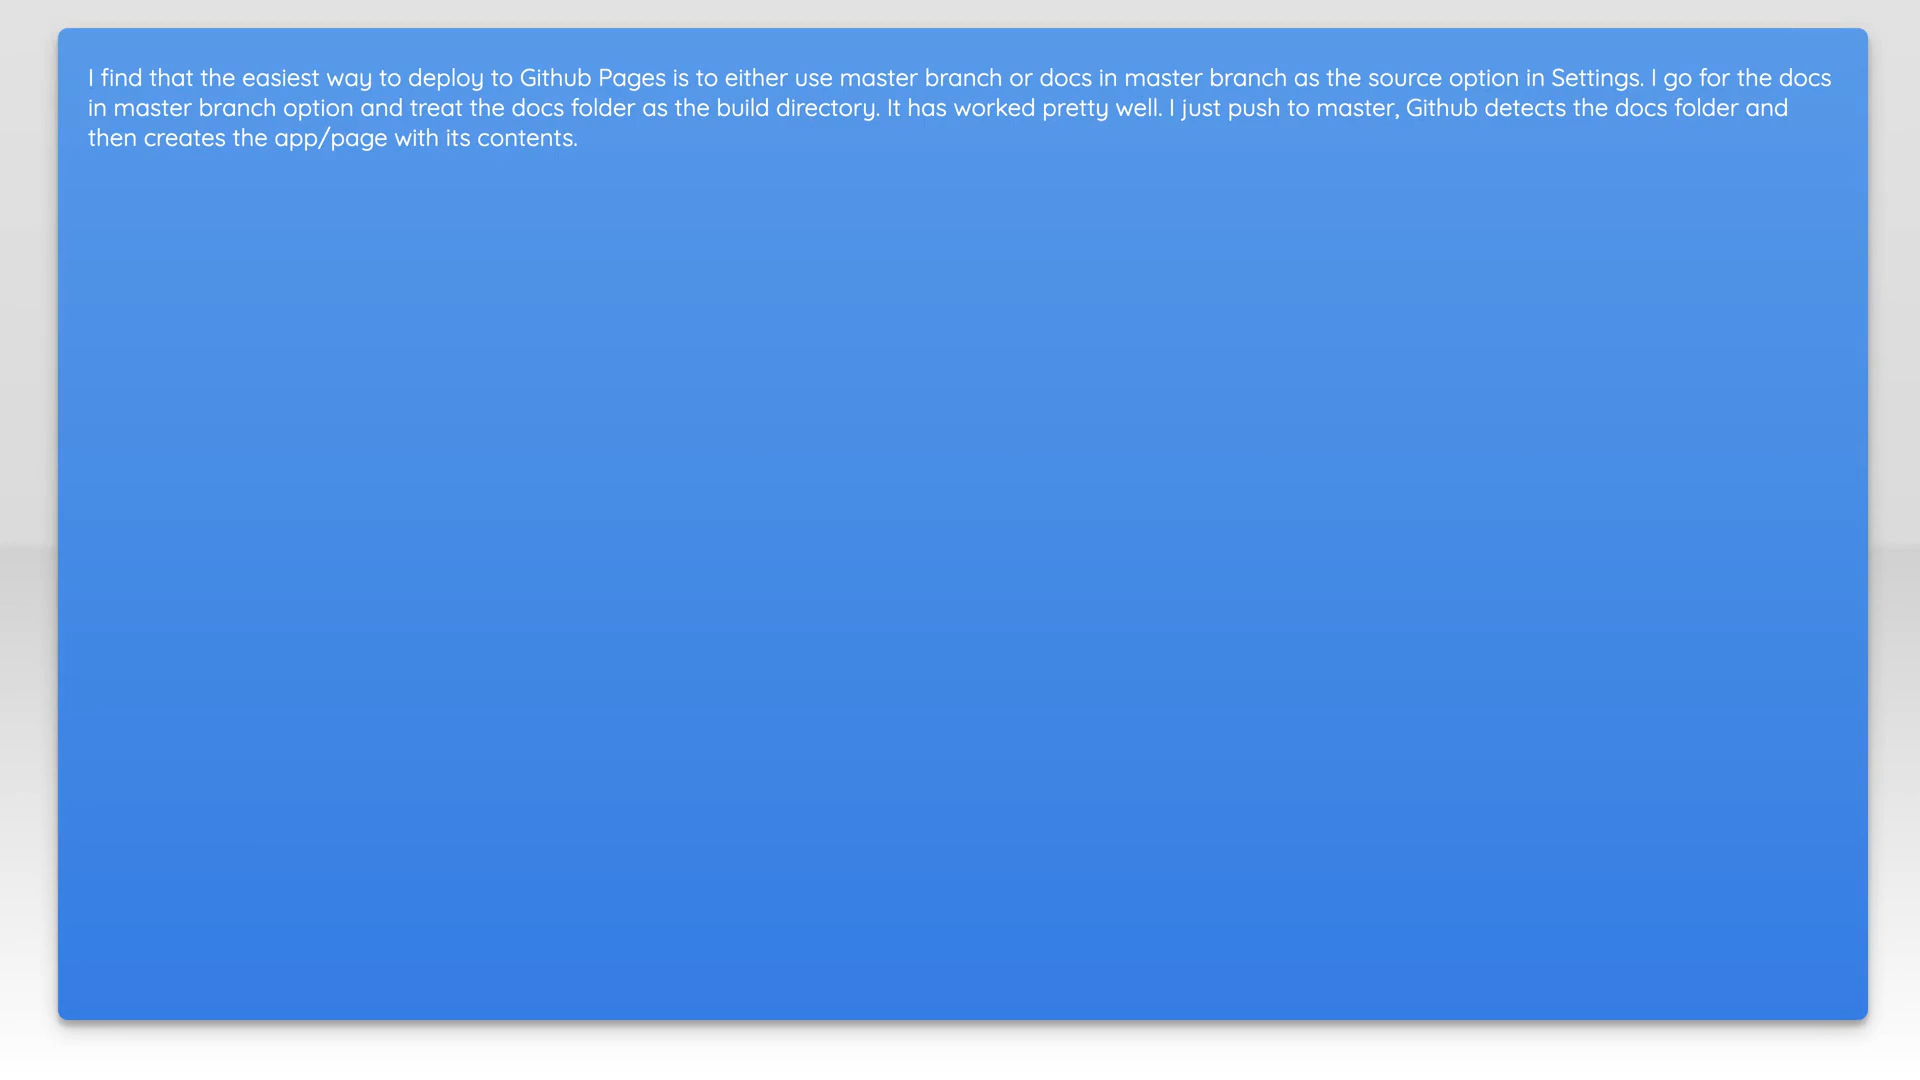 I find that the easiest way to deploy to Github Pages is to either use master branch or docs in master branch as the source option in Settings. I go for the docs
in master branch option and treat the docs folder as the build directory. It has worked pretty well. I just push to master, Github detects the docs folder and
then creates the app/page with its contents.